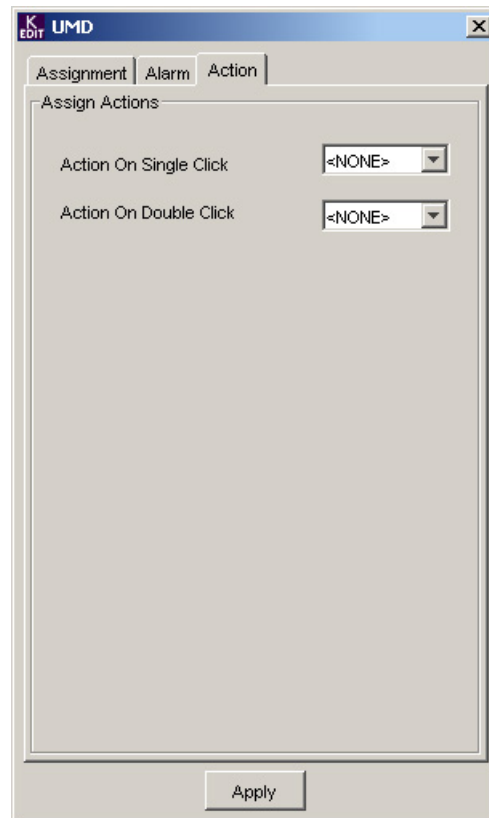 K
EDIT UMD
Assignment Alarm Action
Assign Actions
Action On Single Click <NONE>
Action On Double Click <NONE>
Apply